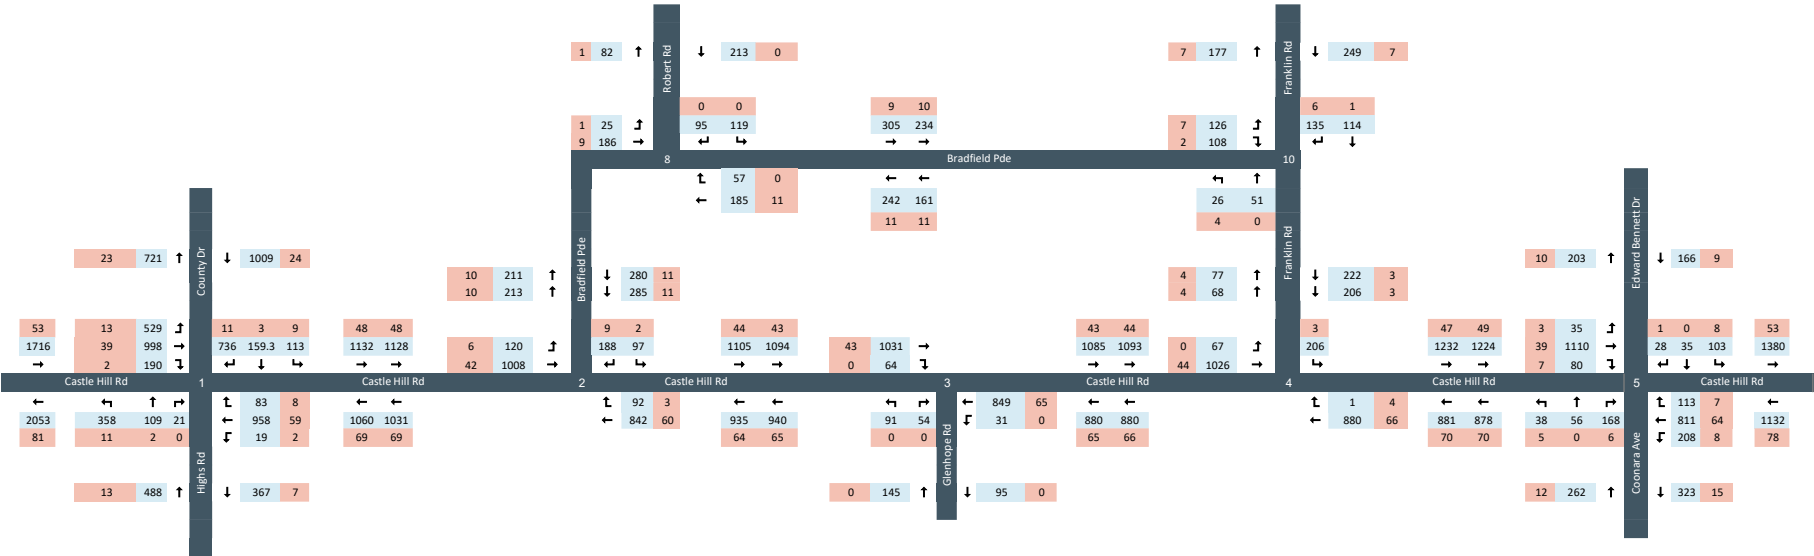 1 82 ↑ ↓ 213 0
Robert Rd
7 177 ↑ ↓ 249 7
Franklin Rd
0 0
9 10
6 1
1 25
95 119
305 234
7 126
135 114
9 186 →
→ →
2 108
↓
8 Bradfield Pde 10
57 0
← ←
↑
← 185 11
242 161
26 51
11 11
4 0
23 721 ↑ ↓ 1009 24
County Dr
10 211 ↑ ↓ 280 11
10 213 ↑ ↓ 285 11
Bradfield Pde
4 77 ↑ ↓ 222 3
4 68 ↑ ↓ 206 3
Franklin Rd
10 203 ↑ ↓ 166 9
Edward Bennett Dr
53 13 529 11 3 9 48 48 9 2 44 43 43 44 3 47 49 3 35 1 0 8 53
1716 39 998 → 736 159.3 113 1132 1128 6 120 188 97 1105 1094 43 1031 → 1085 1093 0 67 206 1232 1224 39 1110 → 28 35 103 1380
→ 2 190 ↓ → → 42 1008 → → → 0 64 → → 44 1026 → → → 7 80 ↓ →
Castle Hill Rd 1 Castle Hill Rd 2 Castle Hill Rd 3 Castle Hill Rd 4 Castle Hill Rd 5 Castle Hill Rd
← ↑ 83 8 ← ← 92 3 ← ← ← 849 65 ← ← 1 4 ← ← ↑ 113 7 ←
2053 358 109 21 ← 958 59 1060 1031 ← 842 60 935 940 91 54 31 0 880 880 ← 880 66 881 878 38 56 168 ← 811 64 1132
81 11 2 0 19 2 69 69 64 65 0 0 65 66 70 70 5 0 6 208 8 78
13 488 ↑ ↓ 367 7
Highs Rd
0 145 ↑ ↓ 95 0
Glenhope Rd
12 262 ↑ ↓ 323 15
Coonara Ave